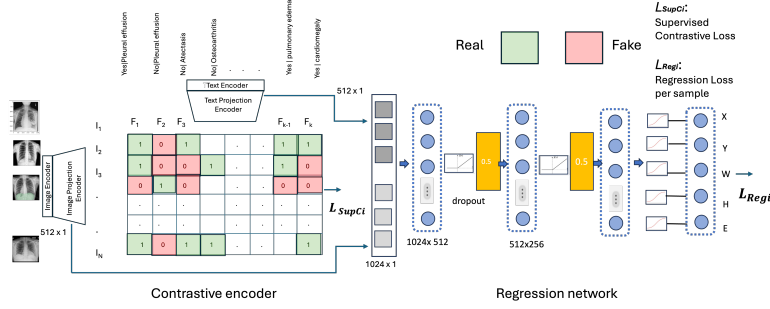 Yes|Pleural effusion
No|Pleural effusion
No| Atectasis
No| Osteoarthritis
. . .
Yes | pulmonary edema
Yes | cardiomegaly
Real
Fake
L_SupCi:
Supervised
Contrastive Loss
L_Regi:
Regression Loss
per sample
Text Encoder
Text Projection
Encoder
512 x 1
F1 F2 F3 Fk-1 Fk
I1
I2
I3
.
.
IN
1 0 1 . . 1 1
1 0 0 1 . . 1 0
0 1 0 . . 0 0
. . . . . . . .
. . . . . . . .
1 0 1 1 . . 1
Image Encoder
Image Projection
Encoder
512 x 1
L_SupCi
1024 x 1
1024x 512
0.5
dropout
512x256
0.5
X
Y
W
H
E
L_Regi
Contrastive encoder
Regression network